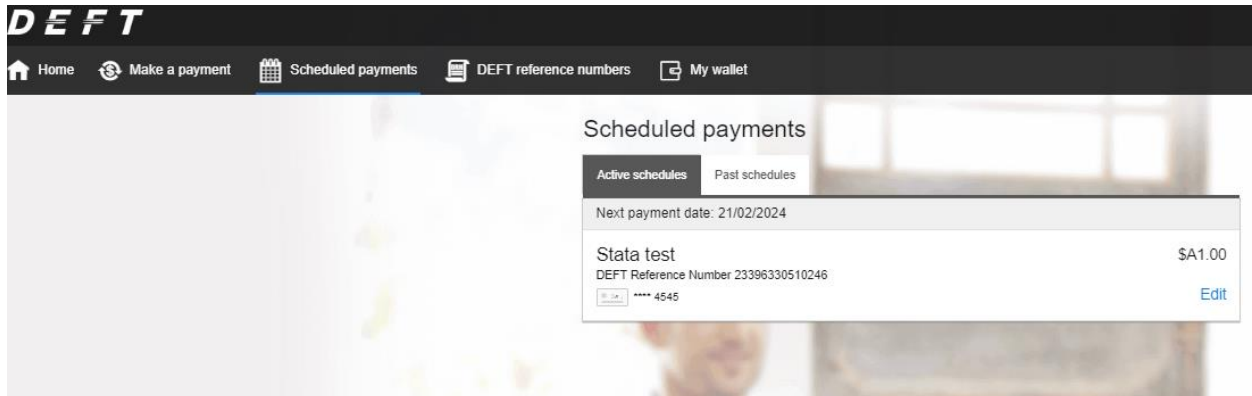 DEFT
Home Make a payment Scheduled payments DEFT reference numbers My wallet
Scheduled payments
Active schedules Past schedules
Next payment date: 21/02/2024
Stata test $A1.00
DEFT Reference Number 23396330510246
**** 4545 Edit